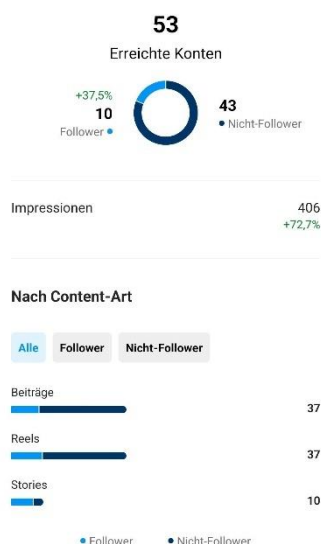 53
Erreichte Konten
+37,5%
10
Follower
43
Nicht-Follower
Impressionen 406
+72,7%
Nach Content-Art
Alle Follower Nicht-Follower
Beiträge
37
Reels
37
Stories
10
Follower Nicht-Follower